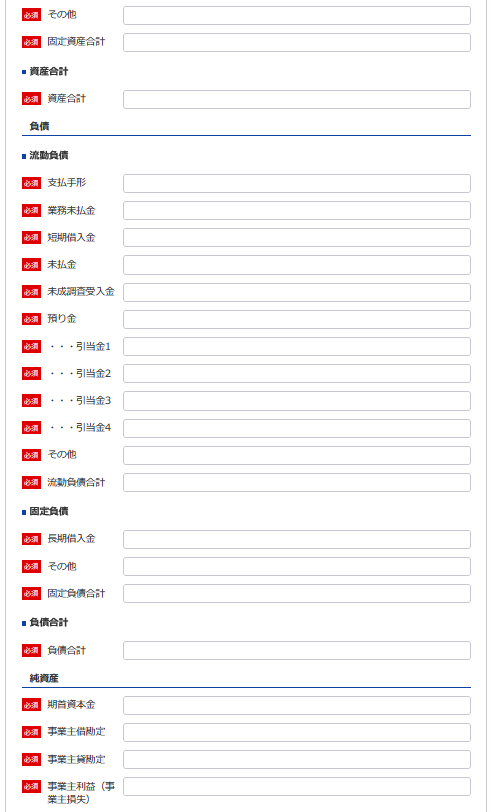 必須 その他
必須 固定資産合計
資産合計
必須 資産合計
負債
流動負債
必須 支払手形
必須 業務未払金
必須 短期借入金
必須 未払金
必須 未成調査受入金
必須 預り金
必須 ・・・引当金1
必須 ・・・引当金2
必須 ・・・引当金3
必須 ・・・引当金4
必須 その他
必須 流動負債合計
固定負債
必須 長期借入金
必須 その他
必須 固定負債合計
負債合計
必須 負債合計
純資産
必須 期首資本金
必須 事業主借勘定
必須 事業主貸勘定
必須 事業主利益（事
業主損失）